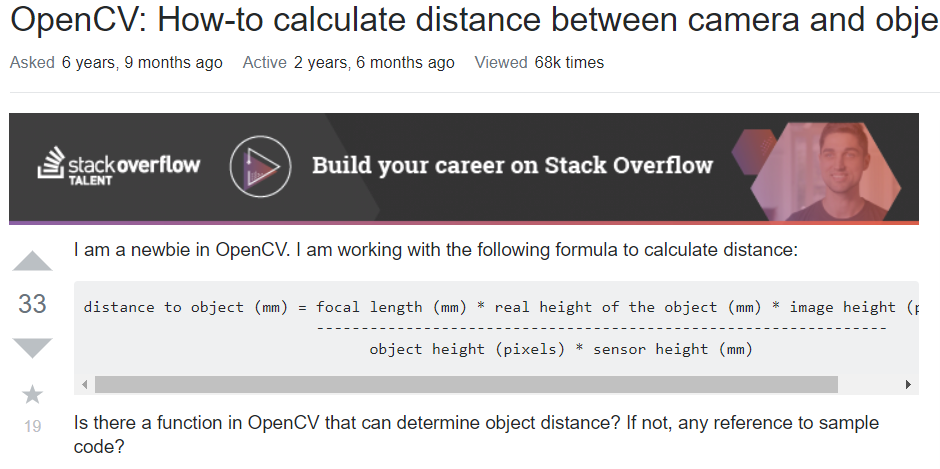 OpenCV: How-to calculate distance between camera and obje
Asked 6 years, 9 months ago Active 2 years, 6 months ago Viewed 68k times
stackoverflow
TALENT
Build your career on Stack Overflow
I am a newbie in OpenCV. I am working with the following formula to calculate distance:
33
distance to object (mm) = focal length (mm) * real height of the object (mm) * image height (p
---------------------------------------------------------------
object height (pixels) * sensor height (mm)
19
Is there a function in OpenCV that can determine object distance? If not, any reference to sample
code?